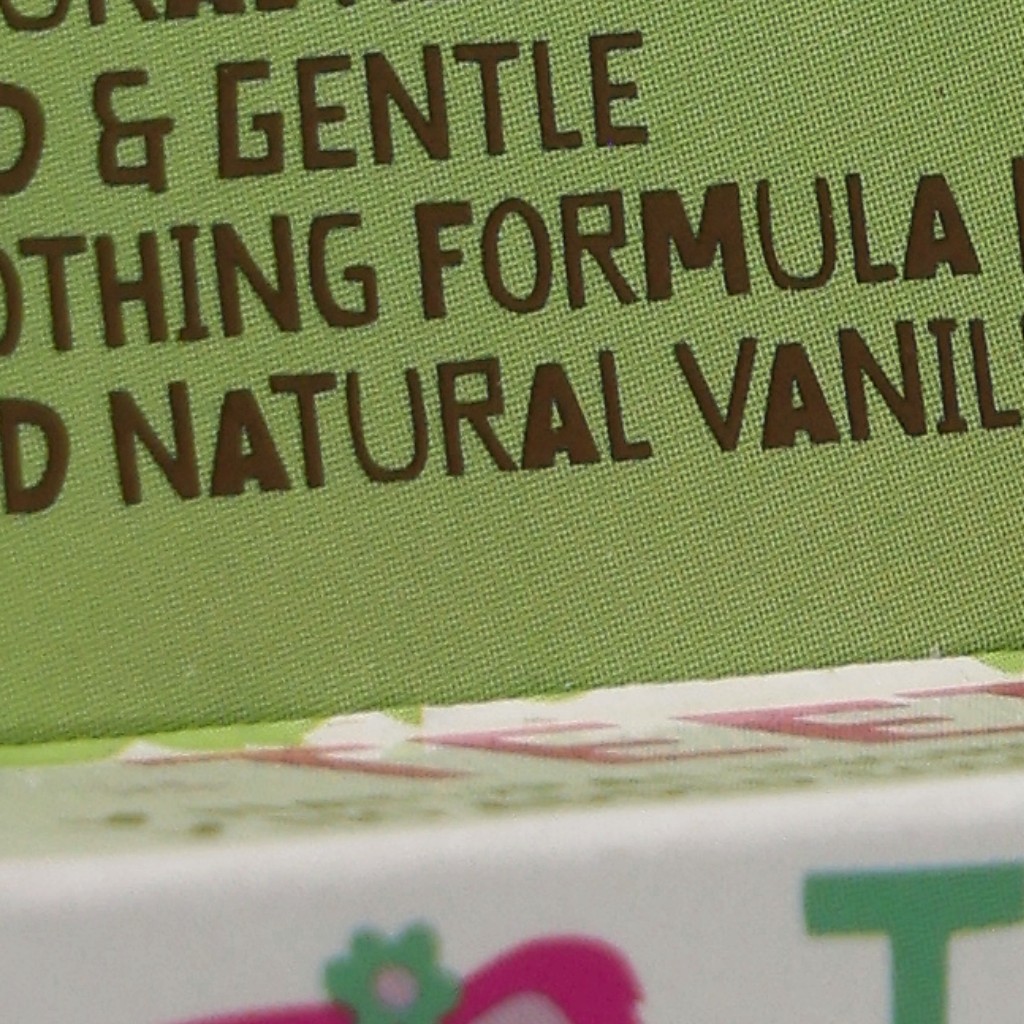 & GENTLE
OTHING FORMULA
D NATURAL VANIL
T